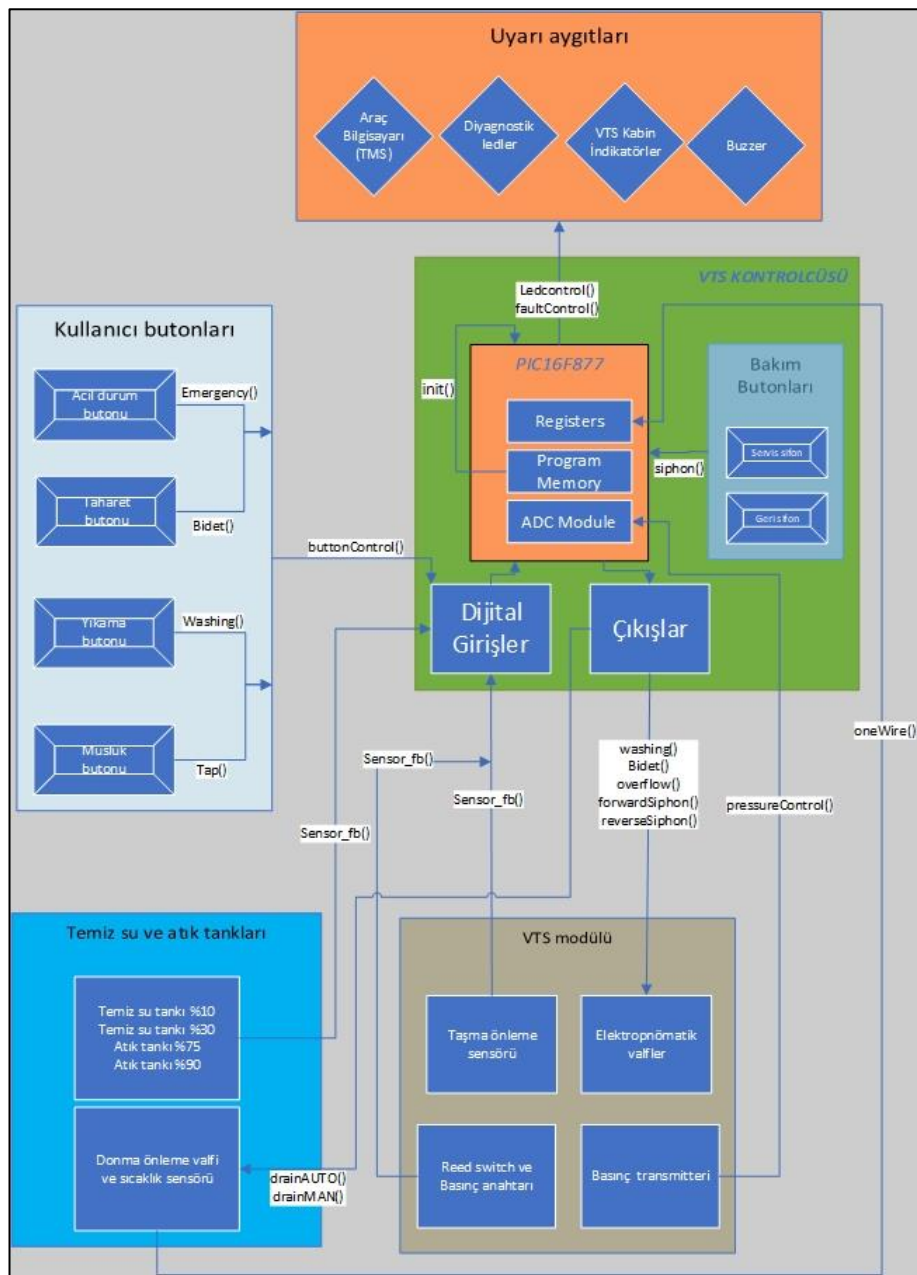 Uyarı aygıtları
Araç
Bilgisayarı
(TMS)
Diyagnostik
ledler
VTS Kabin
İndikatörler
Buzzer
VTS KONTROLCÜSÜ
Ledcontrol()
faultControl()
Kullanıcı butonları
Acil durum
butonu
Emergency()
Taharet
butonu
Bidet()
Yıkama
butonu
Washing()
Musluk
butonu
Tap()
init()
PIC16F877
Registers
Program
Memory
ADC Module
Bakım
Butonları
Servis sifon
Geri sifon
siphon()
buttonControl()
Dijital
Girişler
Çıkışlar
oneWire()
Sensor_fb()
Sensor_fb()
Sensor_fb()
washing()
Bidet()
overflow()
forwardSiphon()
reverseSiphon()
pressureControl()
Temiz su ve atık tankları
Temiz su tankı %10
Temiz su tankı %30
Atık tankı %75
Atık tankı %90
Donma önleme valfi
ve sıcaklık sensörü
drainAUTO()
drainMAN()
VTS modülü
Taşma önleme
sensörü
Elektropnömatik
valfler
Reed switch ve
Basınç anahtarı
Basınç transmitteri